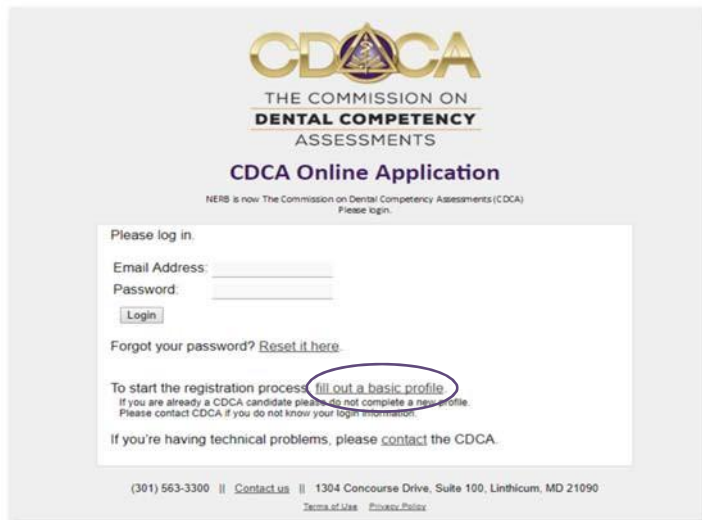 CDCA
THE COMMISSION ON
DENTAL COMPETENCY
ASSESSMENTS
CDCA Online Application
NERB is now The Commission on Dental Competency Assessments (CDCA)
Please login.
Please log in.
Email Address:
Password:
Login
Forgot your password? Reset it here.
To start the registration process, fill out a basic profile.
If you are already a CDCA candidate please do not complete a new profile.
Please contact CDCA if you do not know your login information.
If you're having technical problems, please contact the CDCA.
(301) 563-3300 || Contact us || 1304 Concourse Drive, Suite 100, Linthicum, MD 21090
Terms of Use Privacy Policy